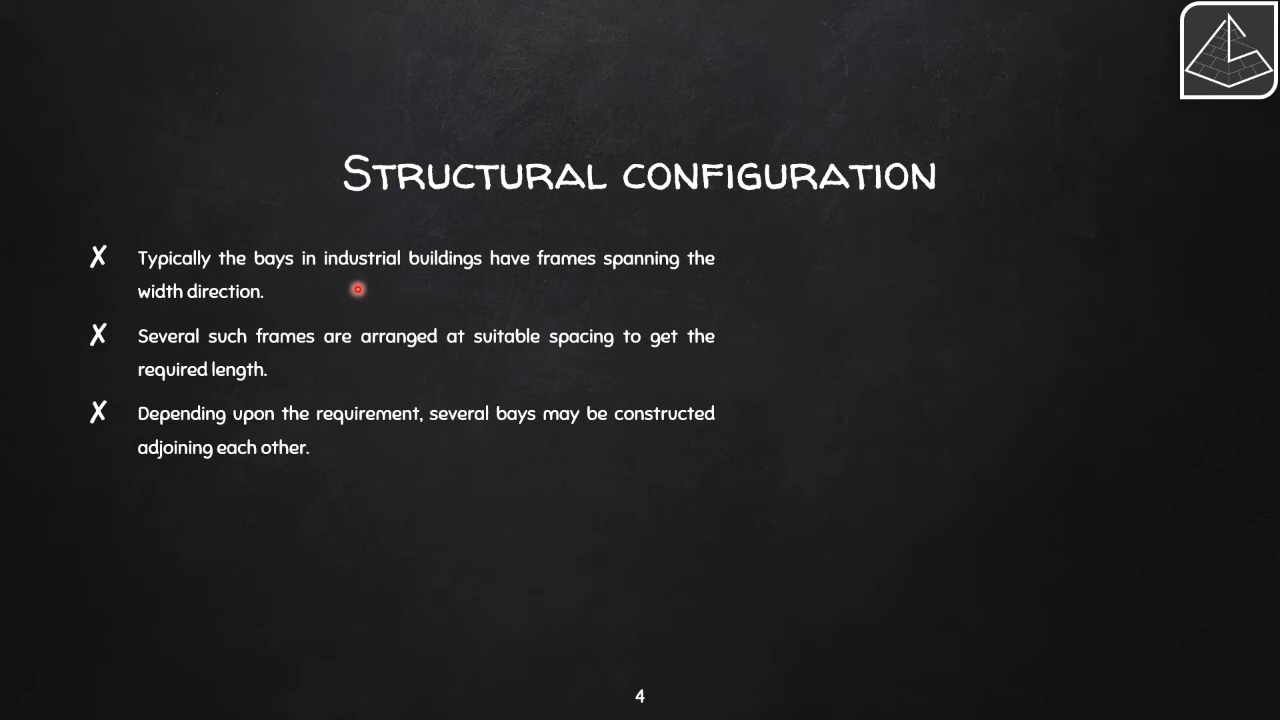 Structural configuration
✗ Typically the bays in industrial buildings have frames spanning the
width direction.
✗ Several such frames are arranged at suitable spacing to get the
required length.
✗ Depending upon the requirement, several bays may be constructed
adjoining each other.
4